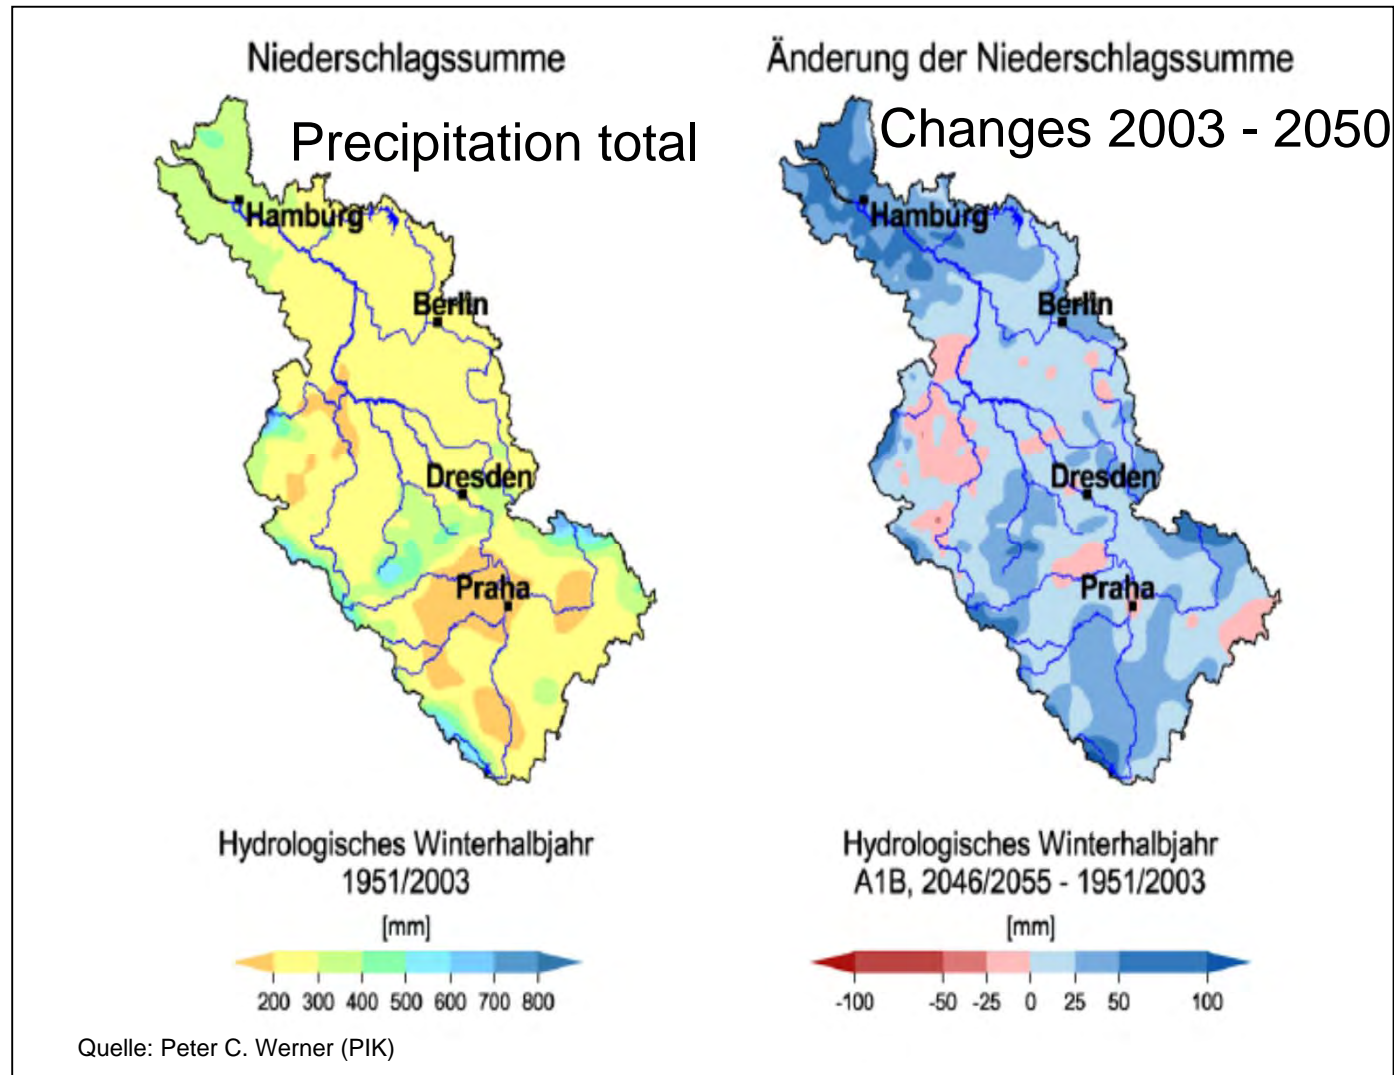 Niederschlagssumme
Precipitation total
Hamburg
Berlin
Dresden
Praha
Hydrologisches Winterhalbjahr
1951/2003
[mm]
200 300 400 500 600 700 800
Änderung der Niederschlagssumme
Changes 2003 - 2050
Hamburg
Berlin
Dresden
Praha
Hydrologisches Winterhalbjahr
A1B, 2046/2055 - 1951/2003
[mm]
-100 -50 -25 0 25 50 100
Quelle: Peter C. Werner (PIK)